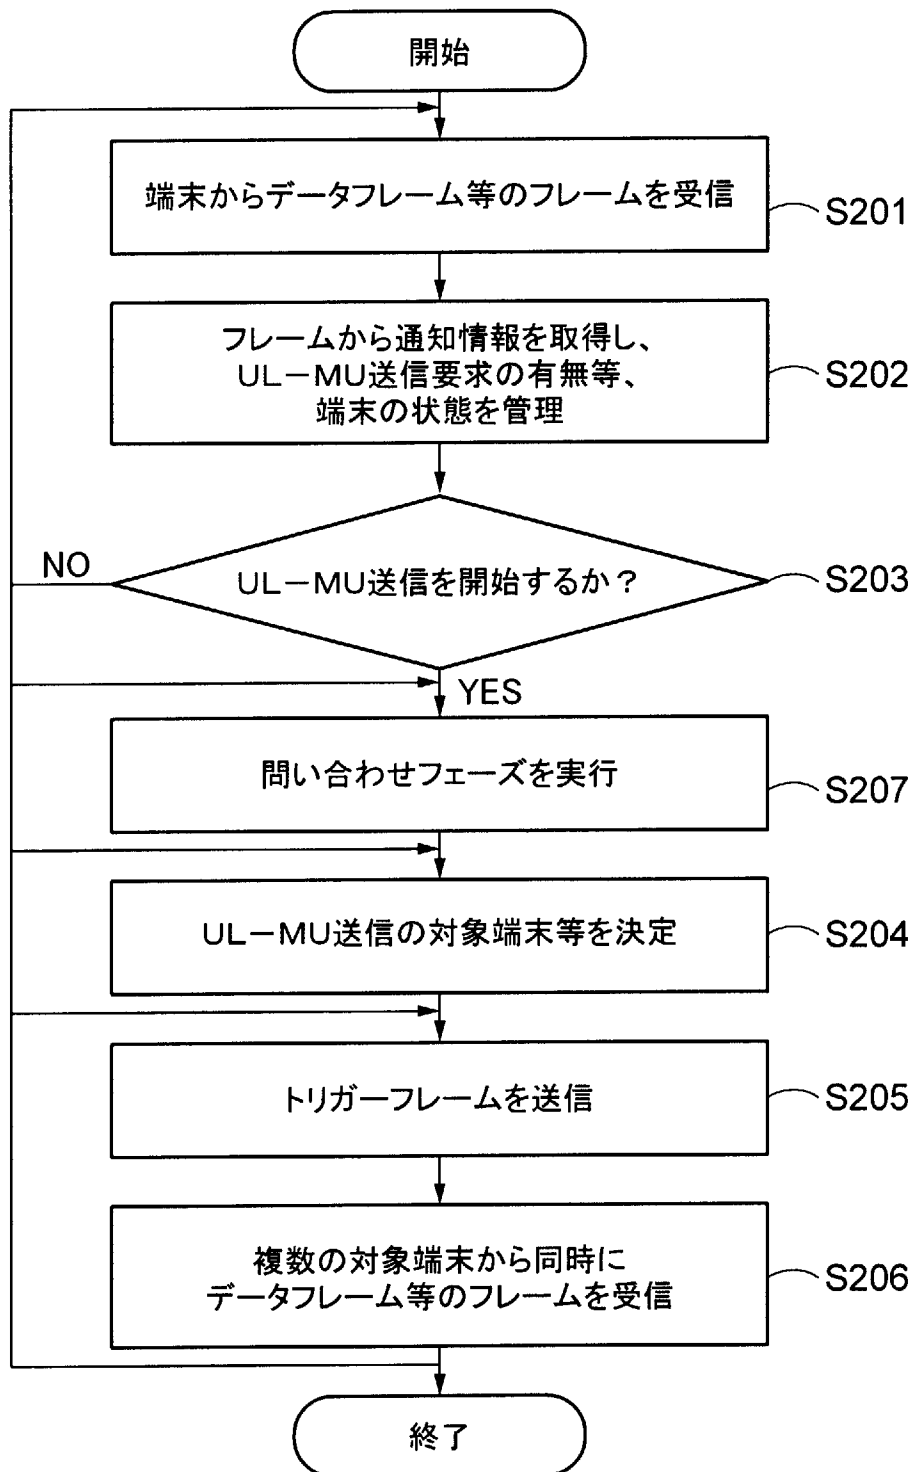 開始
端末からデータフレーム等のフレームを受信
S201
フレームから通知情報を取得し、
UL-MU送信要求の有無等、
端末の状態を管理
S202
NO
UL-MU送信を開始するか?
S203
YES
問い合わせフェーズを実行
S207
UL-MU送信の対象端末等を決定
S204
トリガーフレームを送信
S205
複数の対象端末から同時に
データフレーム等のフレームを受信
S206
終了